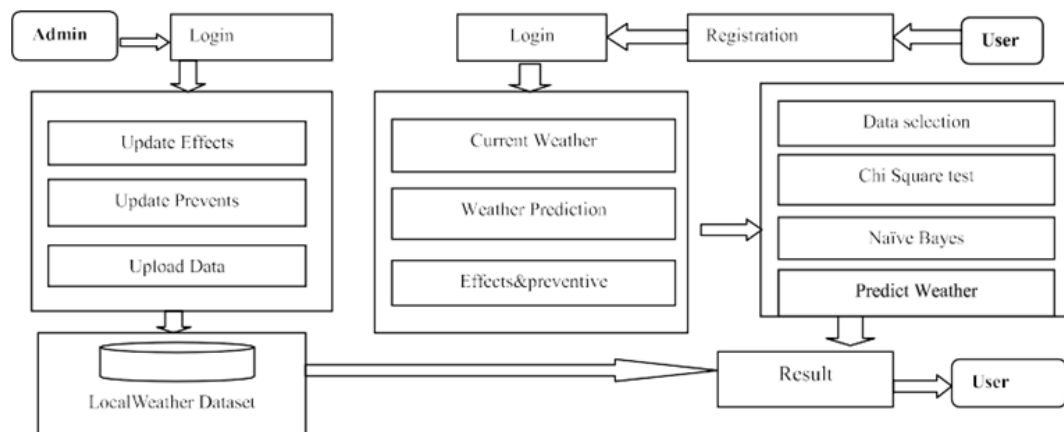 Admin
Login
Login
Registration
User
Update Effects
Update Prevents
Upload Data
Current Weather
Weather Prediction
Effects&preventive
Data selection
Chi Square test
Naïve Bayes
Predict Weather
LocalWeather Dataset
Result
User